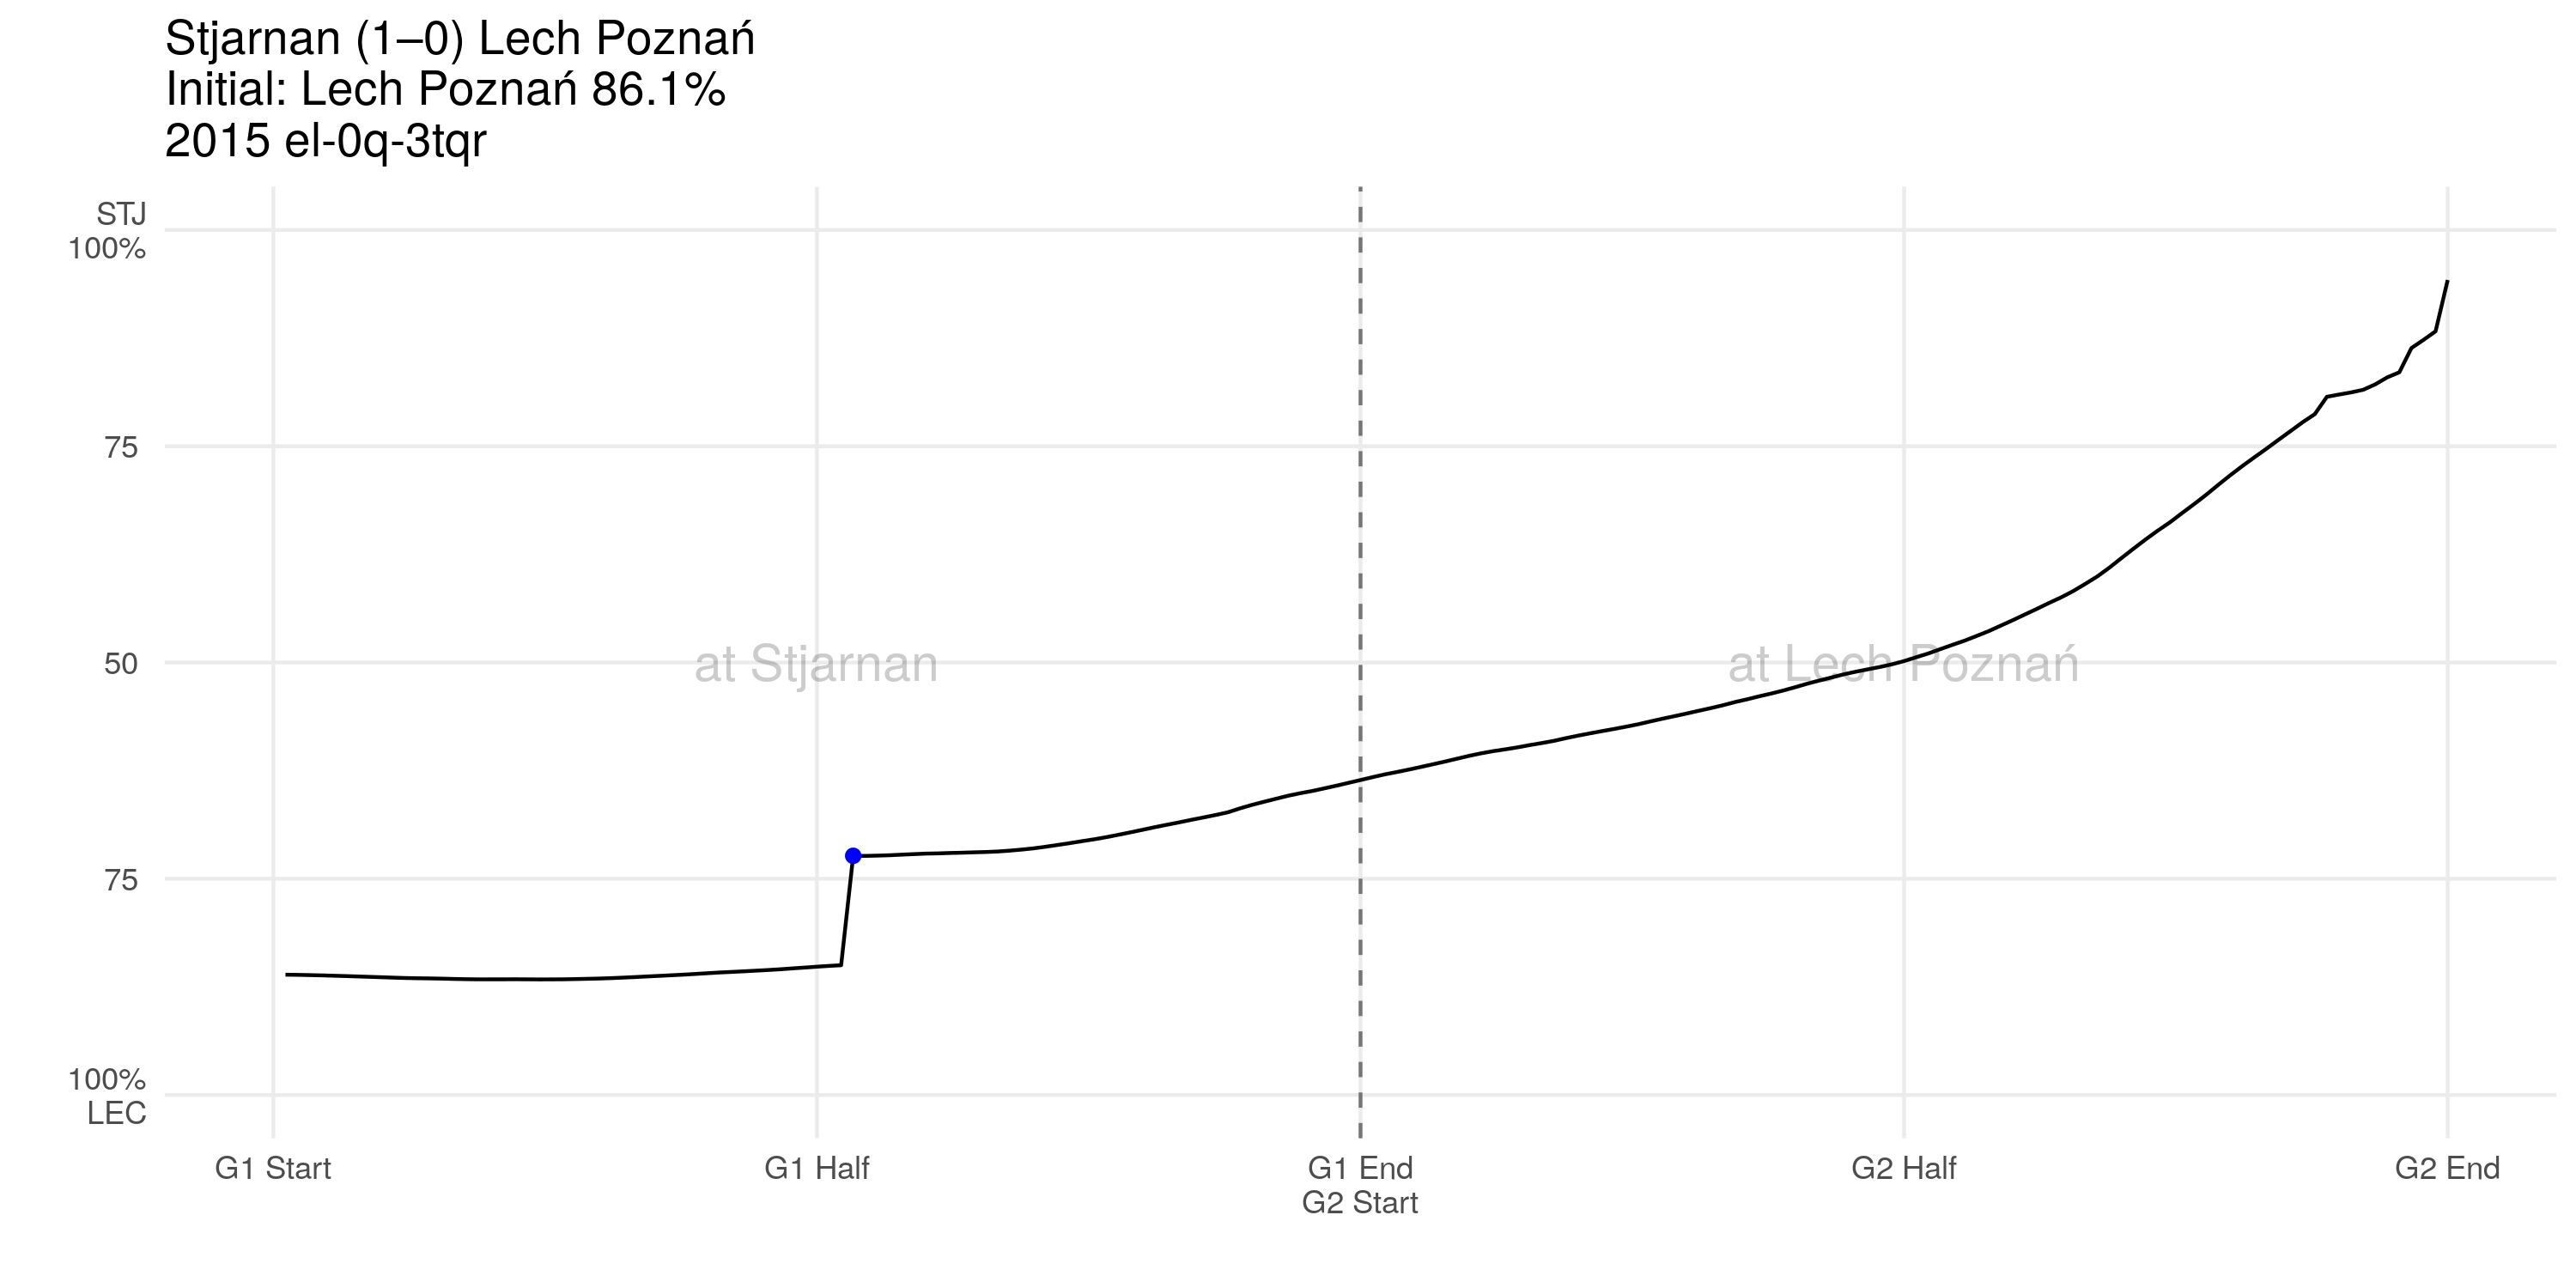 Stjarnan (1–0) Lech Poznań
Initial: Lech Poznań 86.1%
2015 el-0q-3tqr
STJ
100%
75
50
75
100%
LEC
at Stjarnan
at Lech Poznań
G1 Start
G1 Half
G1 End
G2 Start
G2 Half
G2 End